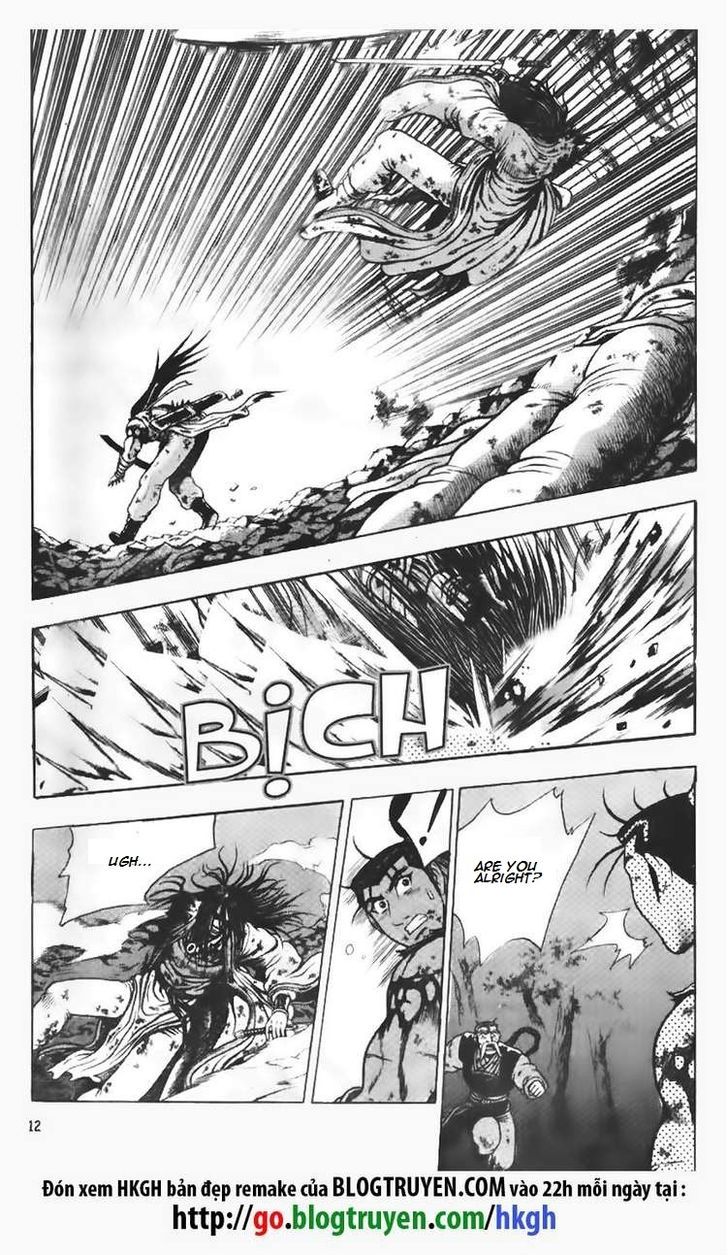 BỊCH
UGH...
!
ARE YOU
ALRIGHT?
12
Đón xem HKGH bản đẹp remake của BLOGTRUYEN.COM vào 22h mỗi ngày tại :
http://go.blogtruyen.com/hkgh